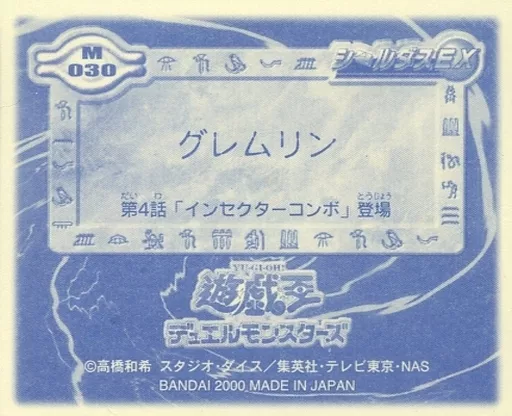 M
030
シールダスEX
グレムリン
だい わ とうじょう
第4話「インセクターコンボ」登場
YU-GI-OH!
遊戯王
デュエルモンスターズ
©高橋和希 スタジオ・ダイス／集英社・テレビ東京・NAS
BANDAI 2000 MADE IN JAPAN